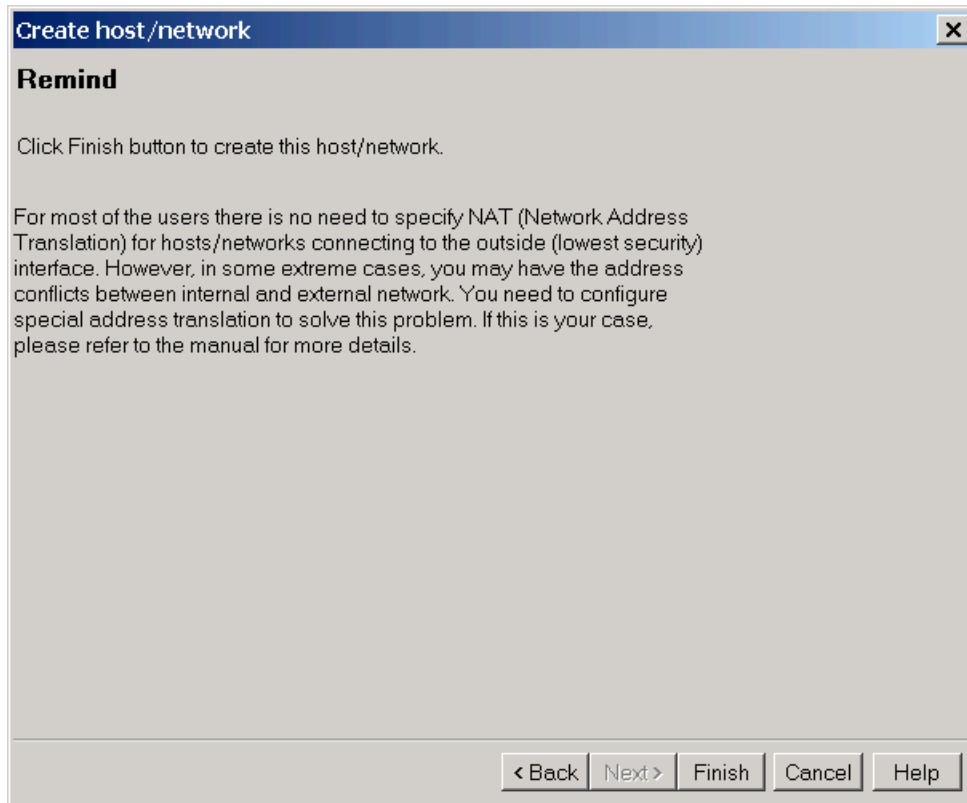 Create host/network
Remind
Click Finish button to create this host/network.
For most of the users there is no need to specify NAT (Network Address
Translation) for hosts/networks connecting to the outside (lowest security)
interface. However, in some extreme cases, you may have the address
conflicts between internal and external network. You need to configure
special address translation to solve this problem. If this is your case,
please refer to the manual for more details.
< Back Next > Finish Cancel Help